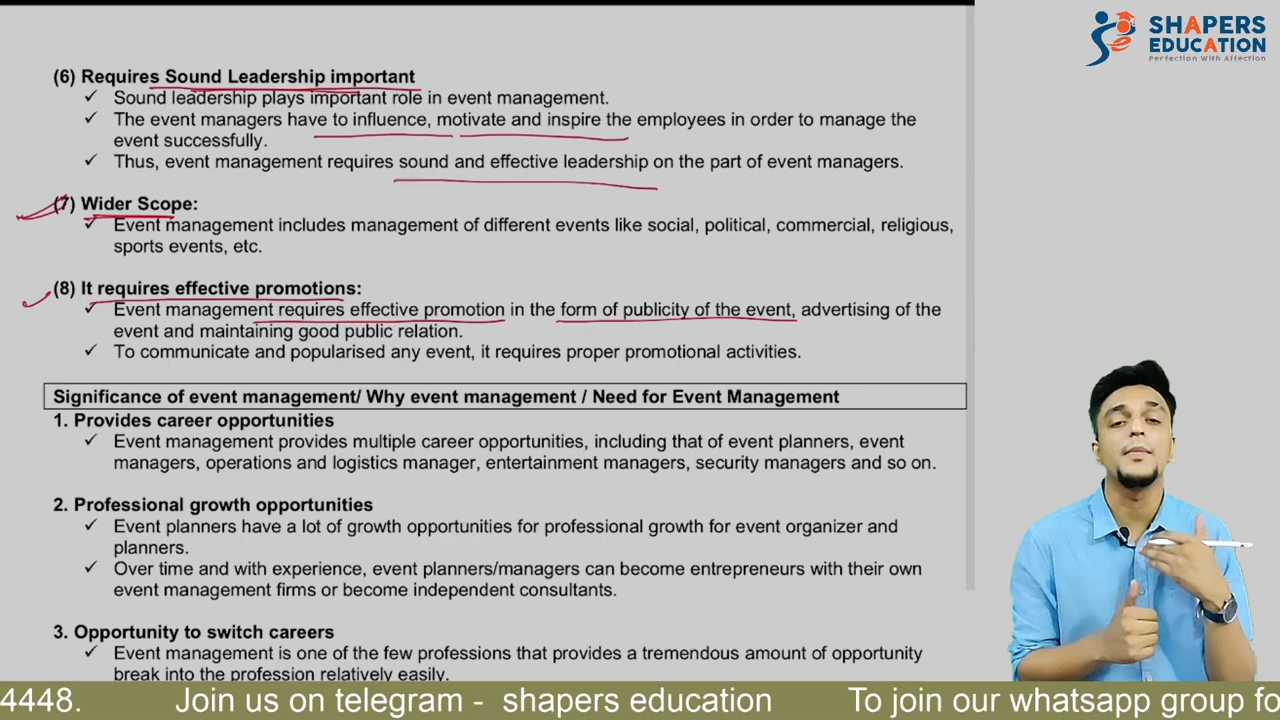 SHAPERS
EDUCATION
Perfection With Affection
(6) Requires Sound Leadership important
✓ Sound leadership plays important role in event management.
✓ The event managers have to influence, motivate and inspire the employees in order to manage the
event successfully.
✓ Thus, event management requires sound and effective leadership on the part of event managers.
(7) Wider Scope:
✓ Event management includes management of different events like social, political, commercial, religious,
sports events, etc.
(8) It requires effective promotions:
✓ Event management requires effective promotion in the form of publicity of the event, advertising of the
event and maintaining good public relation.
✓ To communicate and popularised any event, it requires proper promotional activities.
Significance of event management/ Why event management / Need for Event Management
1. Provides career opportunities
✓ Event management provides multiple career opportunities, including that of event planners, event
managers, operations and logistics manager, entertainment managers, security managers and so on.
2. Professional growth opportunities
✓ Event planners have a lot of growth opportunities for professional growth for event organizer and
planners.
✓ Over time and with experience, event planners/managers can become entrepreneurs with their own
event management firms or become independent consultants.
3. Opportunity to switch careers
✓ Event management is one of the few professions that provides a tremendous amount of opportunity
break into the profession relatively easily.
4448. Join us on telegram - shapers education To join our whatsapp group fo